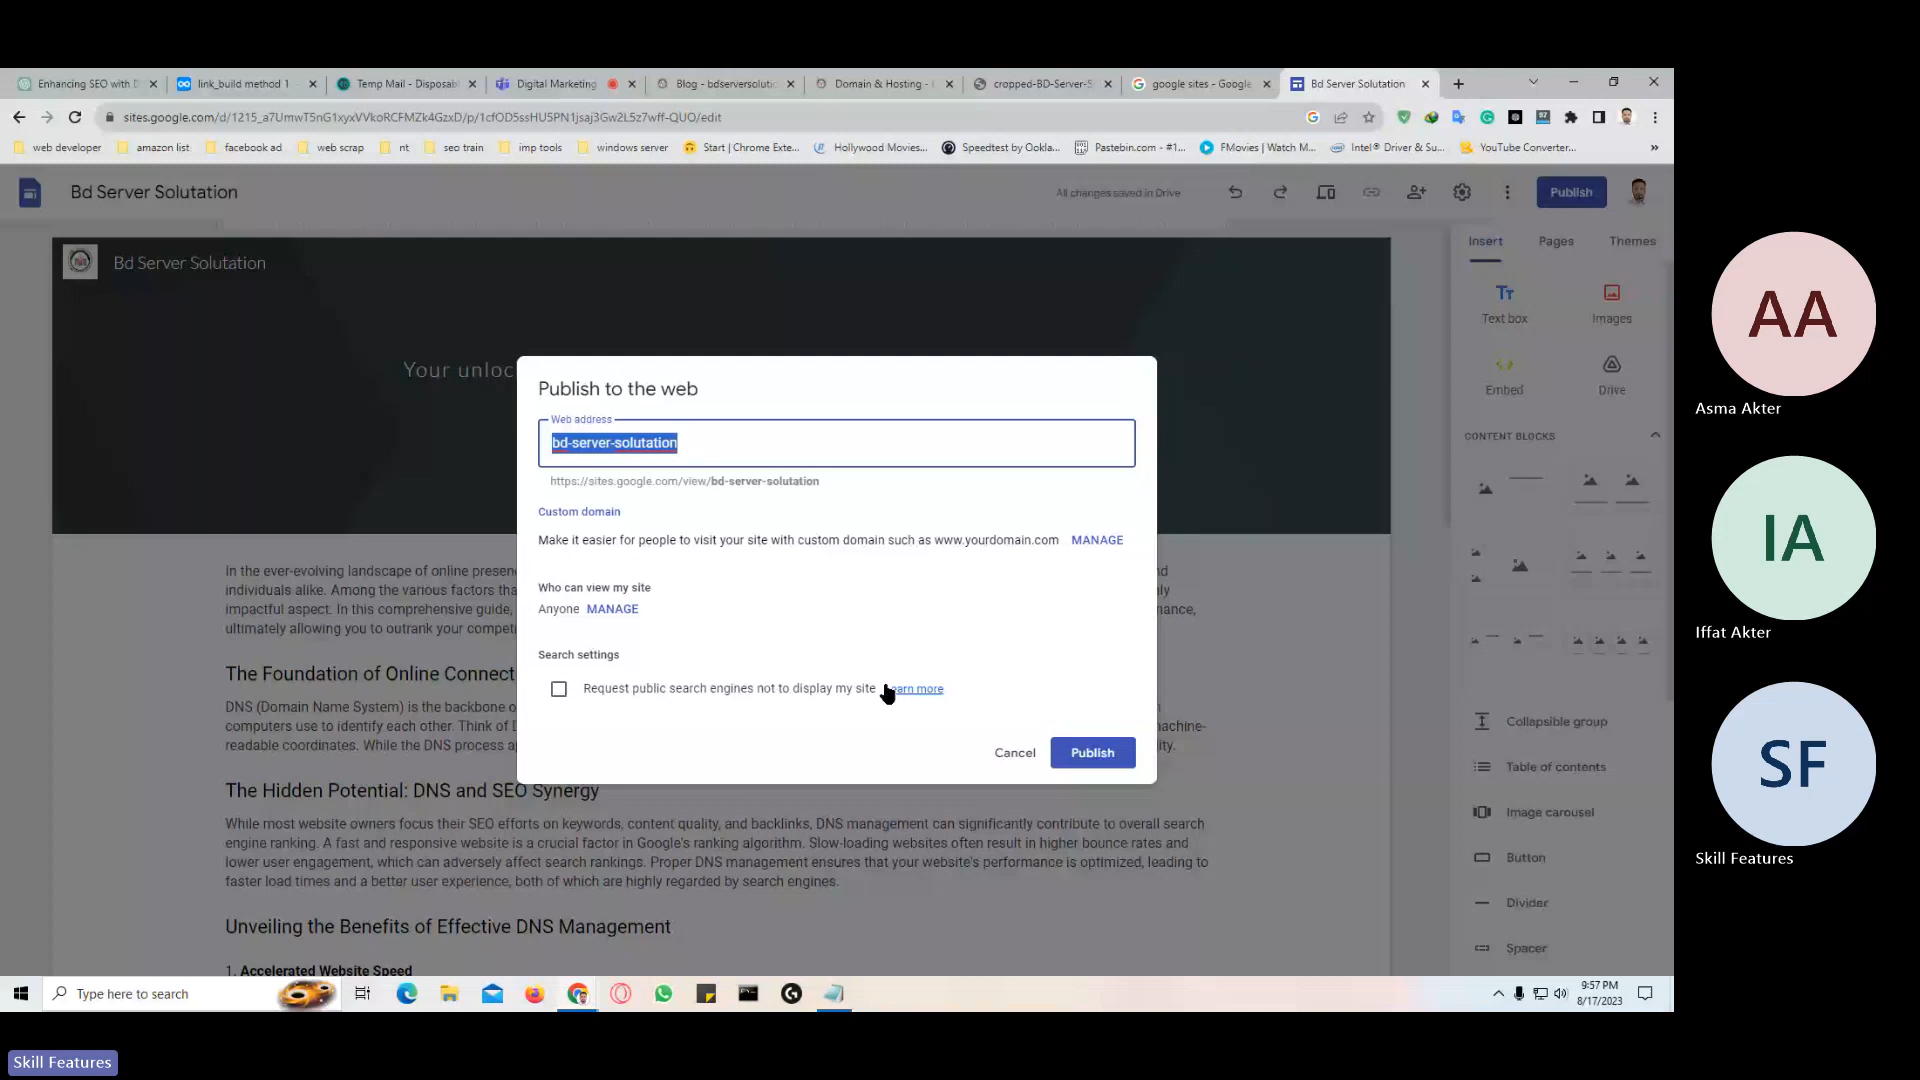 Enhancing SEO with D
link_build method 1
Temp Mail - Disposabl
Digital Marketing
Blog - bdserversolutio
Domain & Hosting -
cropped-BD-Server-S
google sites - Google
Bd Server Solutation
sites.google.com/d/1215_a7UmwT5nG1xyxVVkoRCFMZk4GzxD/p/1cfOD5ssHU5PN1jsaj3Gw2L5z7wff-QUO/edit
web developer
amazon list
facebook ad
web scrap
nt
seo train
imp tools
windows server
Start | Chrome Exte...
Hollywood Movies...
Speedtest by Ookla...
Pastebin.com - #1...
FMovies | Watch M...
Intel® Driver & Su...
YouTube Converter...
Bd Server Solutation
All changes saved in Drive
Publish
Bd Server Solutation
Your unloc
Insert
Pages
Themes
Text box
Images
Embed
Drive
CONTENT BLOCKS
Collapsible group
Table of contents
Image carousel
Button
Divider
Spacer
Publish to the web
Web address
bd-server-solutation
https://sites.google.com/view/bd-server-solutation
Custom domain
Make it easier for people to visit your site with custom domain such as www.yourdomain.com MANAGE
Who can view my site
Anyone MANAGE
Search settings
Request public search engines not to display my site
earn more
Cancel
Publish
In the ever-evolving landscape of online presen
nd
individuals alike. Among the various factors tha
nly
impactful aspect. In this comprehensive guide,
nance,
ultimately allowing you to outrank your compet
The Foundation of Online Connect
DNS (Domain Name System) is the backbone o
computers use to identify each other. Think of
machine-
readable coordinates. While the DNS process a
ity.
The Hidden Potential: DNS and SEO Synergy
While most website owners focus their SEO efforts on keywords, content quality, and backlinks, DNS management can significantly contribute to overall search
engine ranking. A fast and responsive website is a crucial factor in Google's ranking algorithm. Slow-loading websites often result in higher bounce rates and
lower user engagement, which can adversely affect search rankings. Proper DNS management ensures that your website's performance is optimized, leading to
faster load times and a better user experience, both of which are highly regarded by search engines.
Unveiling the Benefits of Effective DNS Management
1. Accelerated Website Speed
Type here to search
9:57 PM
8/17/2023
AA
Asma Akter
IA
Iffat Akter
SF
Skill Features
Skill Features